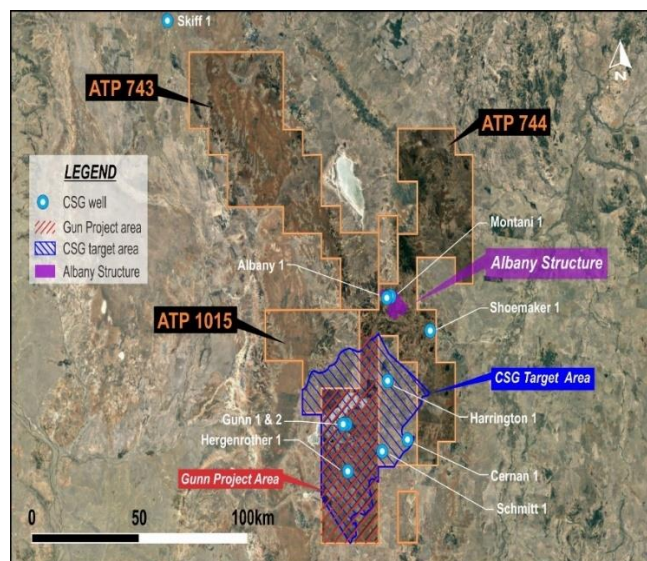 Skiff 1
N
ATP 743
ATP 744
LEGEND
CSG well
Gun Project area
CSG target area
Albany Structure
Montani 1
Albany 1
Albany Structure
Shoemaker 1
ATP 1015
CSG Target Area
Gunn 1 & 2
Harrington 1
Hergenrother 1
Gunn Project Area
Cernan 1
Schmitt 1
0
50
100km